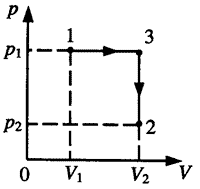 p
p₁ 1 3
p₂ 2
0 V₁ V₂ V